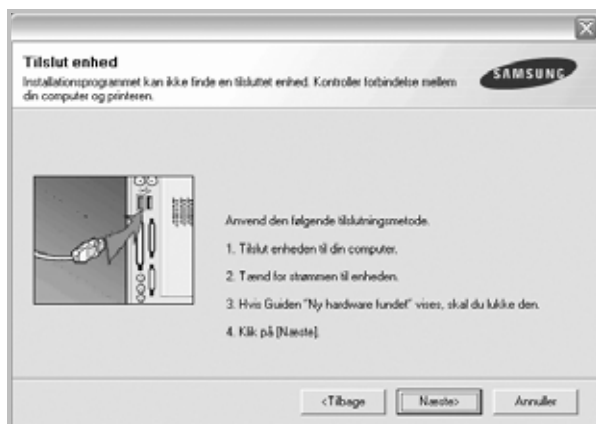 Tilslut enhed
Installationsprogrammet kan ikke finde en tilsluttet enhed. Kontroller forbindelse mellem
din computer og printeren.
SAMSUNG
Anvend den følgende tilslutningsmetode.
1. Tilslut enheden til din computer.
2. Tænd for strømmen til enheden.
3. Hvis Guiden "Ny hardware fundet" vises, skal du lukke den.
4. Klik på [Næste].
<Tilbage
Næste>
Annuller